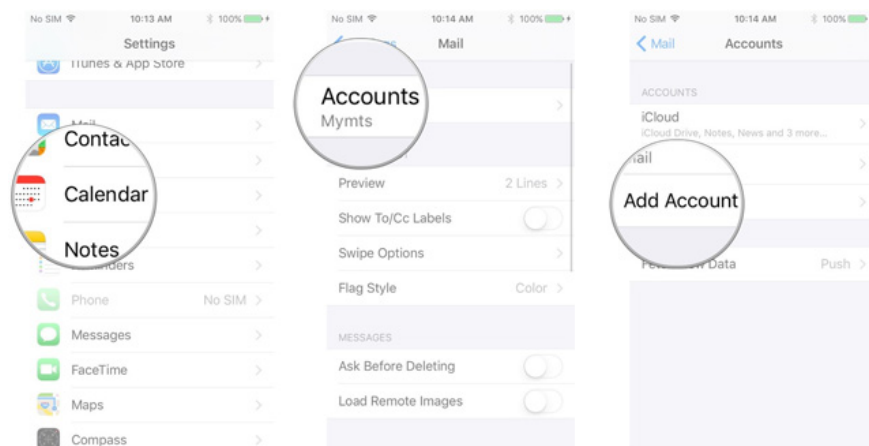 No SIM 10:13 AM 100%
Settings
iTunes & App Store
Mail
Contac
Calendar
Notes
Reminders
Phone No SIM
Messages
FaceTime
Maps
Compass
No SIM 10:14 AM 100%
Mail
Accounts
Mymts
Preview 2 Lines
Show To/Cc Labels
Swipe Options
Flag Style Color
MESSAGES
Ask Before Deleting
Load Remote Images
No SIM 10:14 AM 100%
Mail Accounts
ACCOUNTS
iCloud
iCloud Drive, Notes, News and 3 more...
ail
Add Account
Data Push